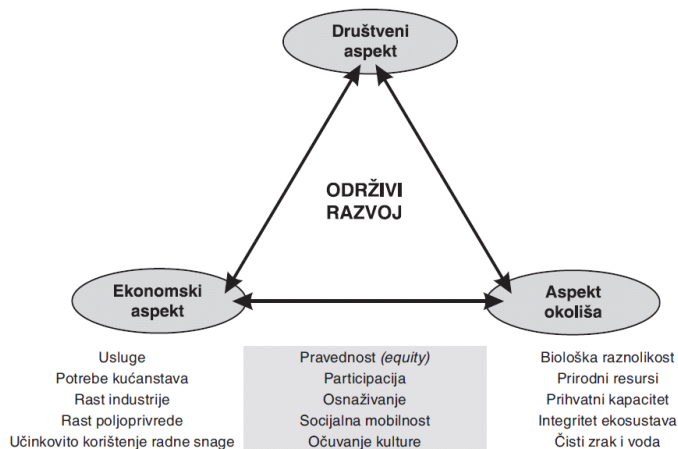 Društveni
aspekt
ODRŽIVI
RAZVOJ
Ekonomski
aspekt
Aspekt
okoliša
Usluge
Potrebe kućanstava
Rast industrije
Rast poljoprivrede
Učinkovito korištenje radne snage
Pravednost (equity)
Participacija
Osnaživanje
Socijalna mobilnost
Očuvanje kulture
Biološka raznolikost
Prirodni resursi
Prihvatni kapacitet
Integritet ekosustava
Čisti zrak i voda